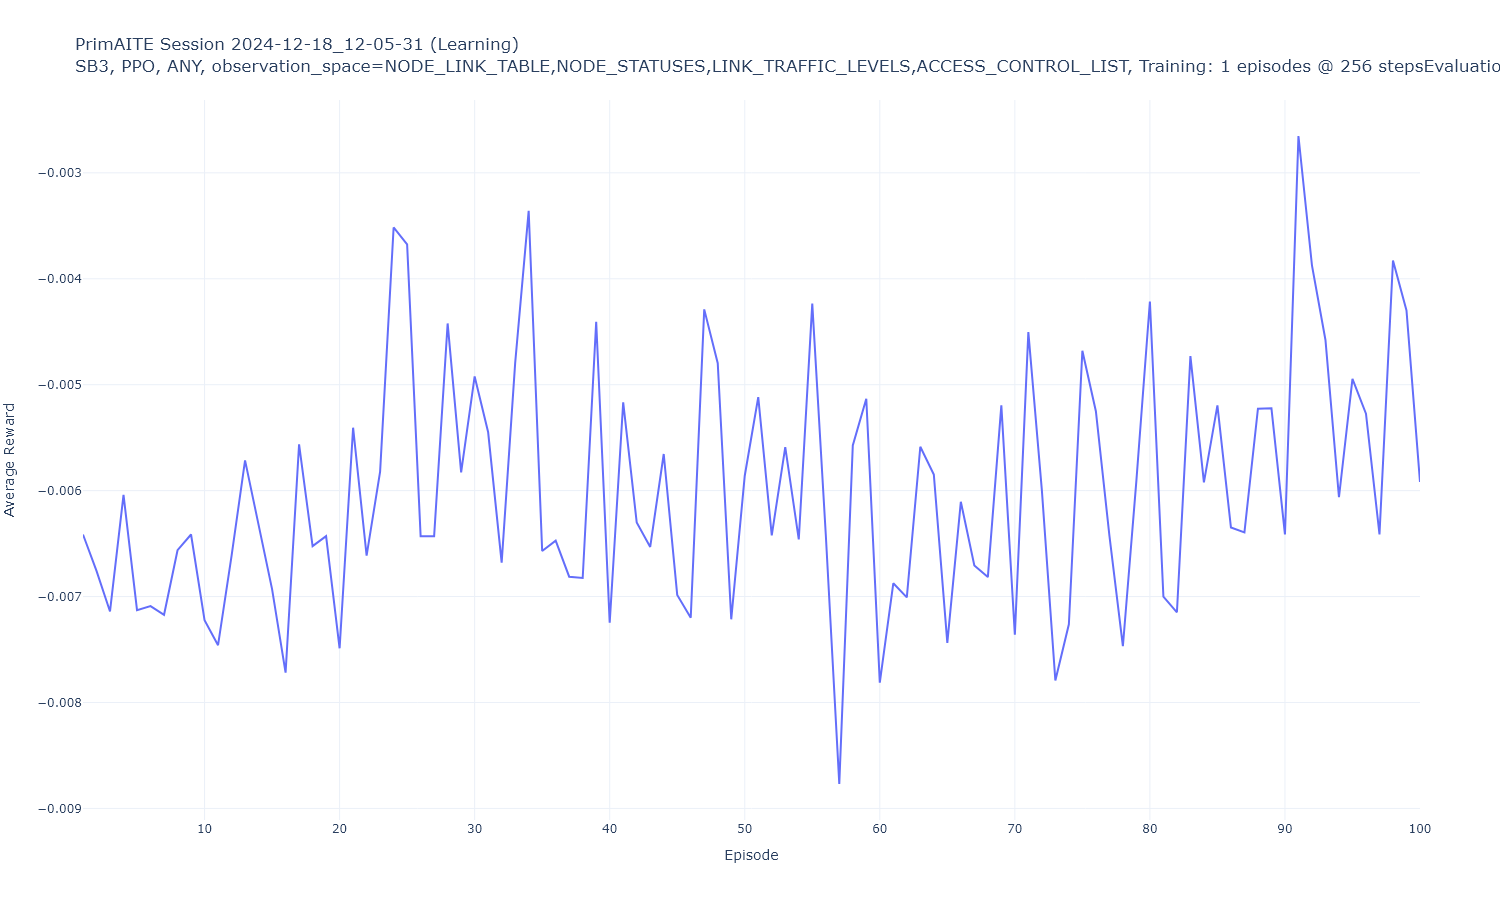 PrimAITE Session 2024-12-18_12-05-31 (Learning)
SB3, PPO, ANY, observation_space=NODE_LINK_TABLE,NODE_STATUSES,LINK_TRAFFIC_LEVELS,ACCESS_CONTROL_LIST, Training: 1 episodes @ 256 stepsEvaluatio
−0.003
−0.004
−0.005
−0.006
−0.007
−0.008
−0.009
Average Reward
10 20 30 40 50 60 70 80 90 100
Episode